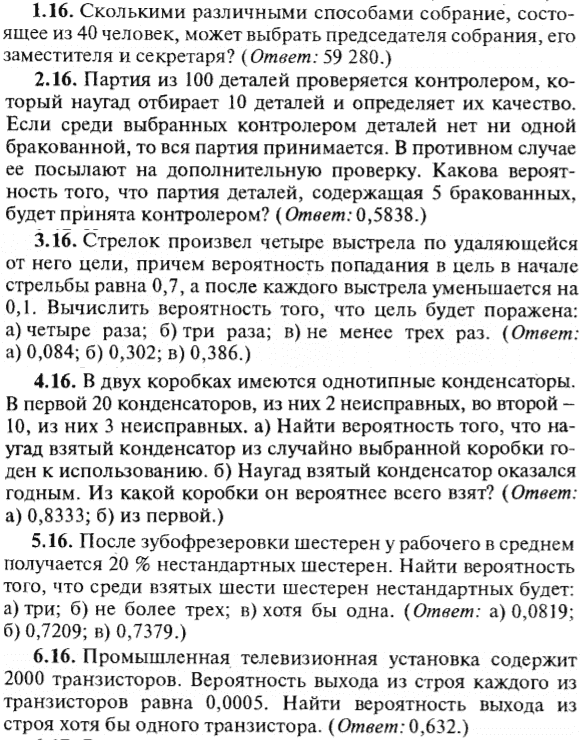 1.16. Сколькими различными способами собрание, состо-
ящее из 40 человек, может выбрать председателя собрания, его
заместителя и секретаря? (Ответ: 59 280.)
2.16. Партия из 100 деталей проверяется контролером, ко-
торый наугад отбирает 10 деталей и определяет их качество.
Если среди выбранных контролером деталей нет ни одной
бракованной, то вся партия принимается. В противном случае
ее посылают на дополнительную проверку. Какова вероят-
ность того, что партия деталей, содержащая 5 бракованных,
будет принята контролером? (Ответ: 0,5838.)
3.16. Стрелок произвел четыре выстрела по удаляющейся
от него цели, причем вероятность попадания в цель в начале
стрельбы равна 0,7, а после каждого выстрела уменьшается на
0,1. Вычислить вероятность того, что цель будет поражена:
а) четыре раза; б) три раза; в) не менее трех раз. (Ответ:
а) 0,084; б) 0,302; в) 0,386.)
4.16. В двух коробках имеются однотипные конденсаторы.
В первой 20 конденсаторов, из них 2 неисправных, во второй –
10, из них 3 неисправных. а) Найти вероятность того, что на-
угад взятый конденсатор из случайно выбранной коробки го-
ден к использованию. б) Наугад взятый конденсатор оказался
годным. Из какой коробки он вероятнее всего взят? (Ответ:
а) 0,8333; б) из первой.)
5.16. После зубофрезеровки шестерен у рабочего в среднем
получается 20 % нестандартных шестерен. Найти вероятность
того, что среди взятых шести шестерен нестандартных будет:
а) три; б) не более трех; в) хотя бы одна. (Ответ: а) 0,0819;
б) 0,7209; в) 0,7379.)
6.16. Промышленная телевизионная установка содержит
2000 транзисторов. Вероятность выхода из строя каждого из
транзисторов равна 0,0005. Найти вероятность выхода из
строя хотя бы одного транзистора. (Ответ: 0,632.)